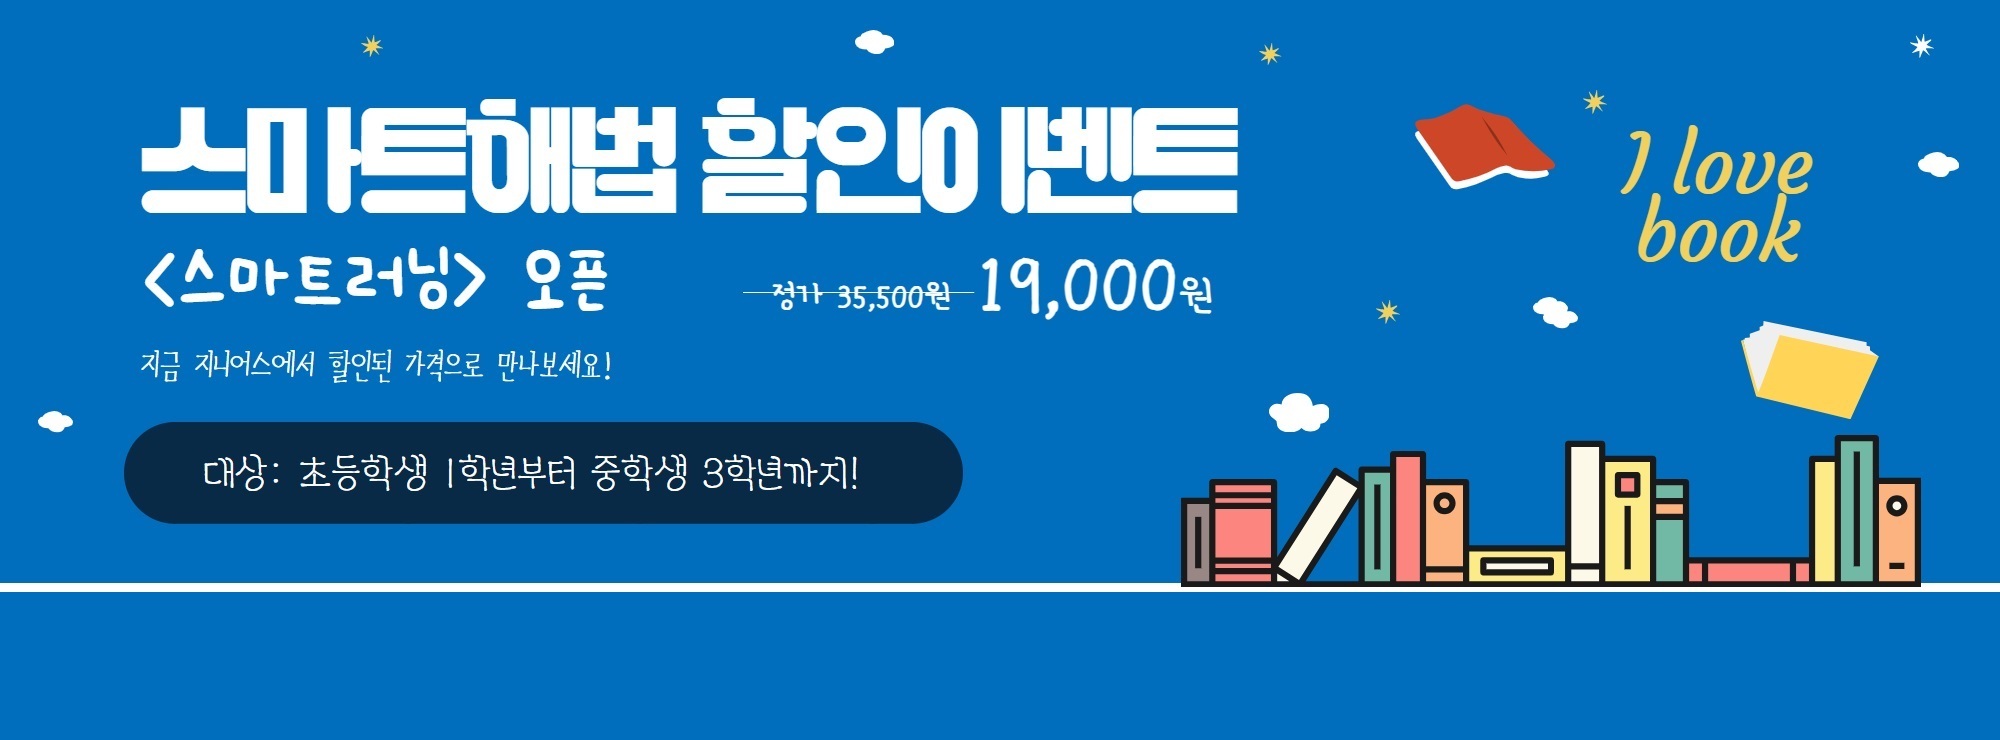 스마트해법 할인이벤트
<스마트러닝> 오픈
정가 35,500원 19,000원
지금 지니어스에서 할인된 가격으로 만나보세요!
대상: 초등학생 1학년부터 중학생 3학년까지!
I love
book